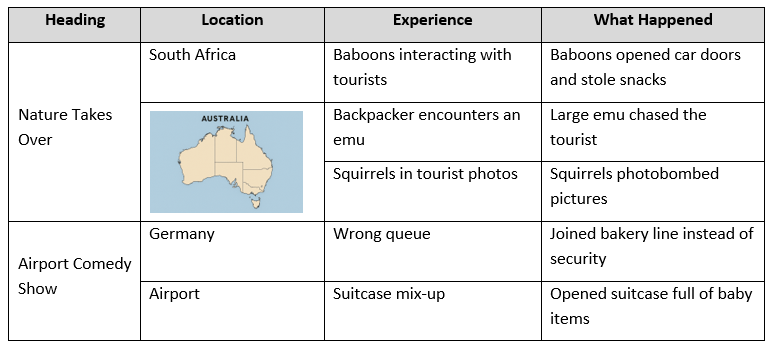 Heading Location Experience What Happened
South Africa Baboons interacting with Baboons opened car doors
tourists and stole snacks
Nature Takes
Over
AUSTRALIA
Backpacker encounters an Large emu chased the
emu tourist
Squirrels in tourist photos Squirrels photobombed
pictures
Airport Comedy
Show
Germany Wrong queue Joined bakery line instead of
security
Airport Suitcase mix-up Opened suitcase full of baby
items